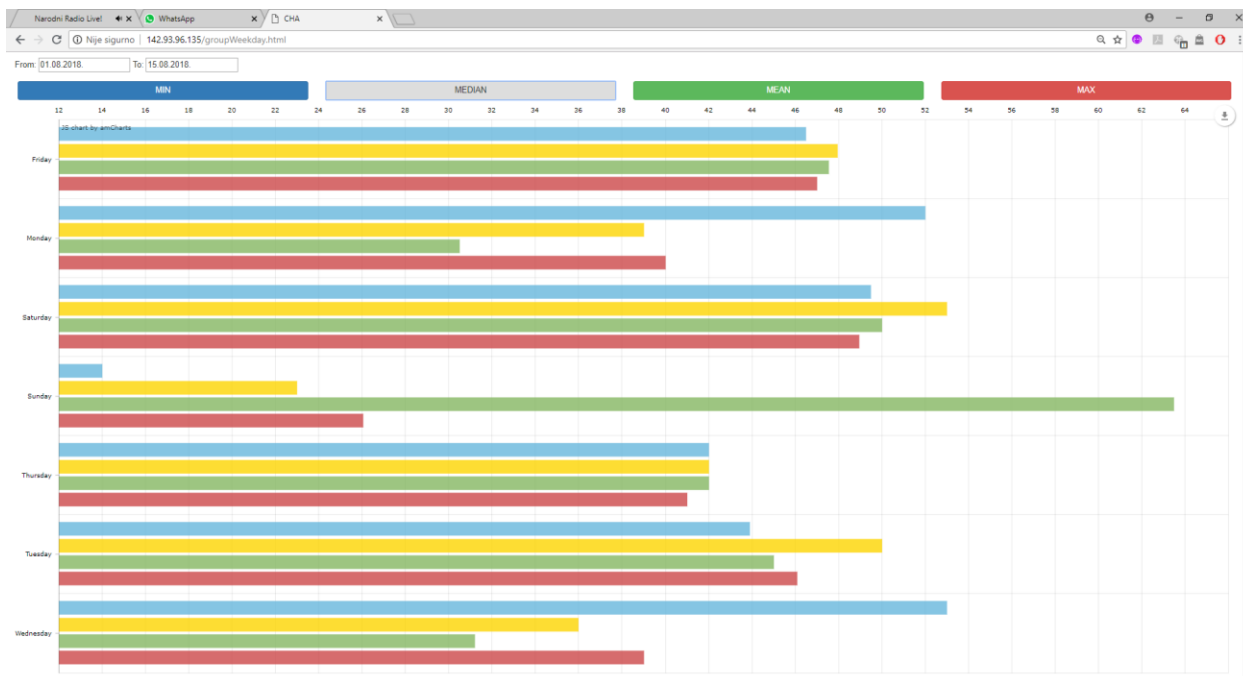 Narodni Radio Live!
WhatsApp
CHA
Nije sigurno | 142.93.96.135/groupWeekday.html
From: 01.08.2018. To: 15.08.2018.
MIN MEDIAN MEAN MAX
12 14 16 18 20 22 24 26 28 30 32 34 36 38 40 42 44 46 48 50 52 54 56 58 60 62 64
JS chart by amCharts
Friday
Monday
Saturday
Sunday
Thursday
Tuesday
Wednesday